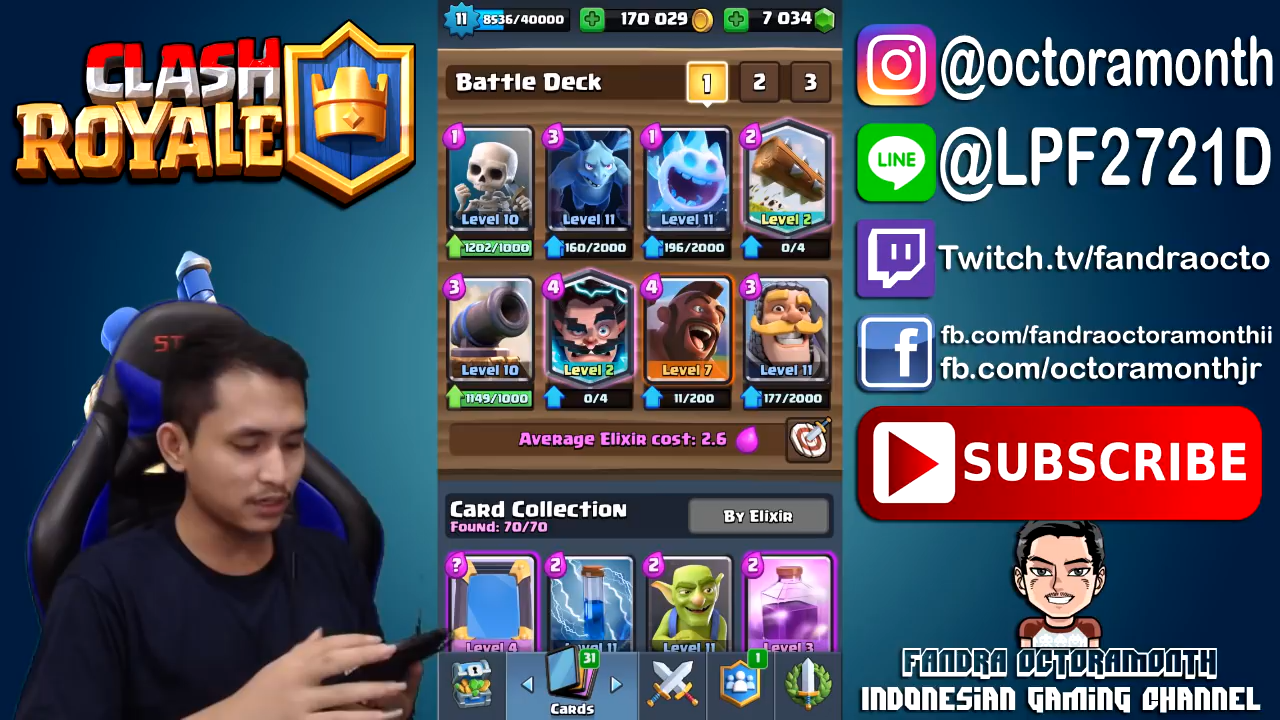 CLASH
ROYALE
ST
11 8536/40000 170 029 7 034
Battle Deck 1 2 3
1 3 1 2
Level 10 Level 11 Level 11 Level 2
1202/1000 160/2000 196/2000 0/4
3 4 4 3
Level 10 Level 2 Level 7 Level 11
1149/1000 0/4 11/200 177/2000
Average Elixir cost: 2.6
Card Collection
Found: 70/70
By Elixir
? 2 2 2
Level 4 Level 11 Level 11 Level 3
31 1
Cards
@octoramonth
LINE @LPF2721D
Twitch.tv/fandraocto
f fb.com/fandraoctoramonthii
fb.com/octoramonthjr
SUBSCRIBE
FANDRA OCTORAMONTH
INDONESIAN GAMING CHANNEL